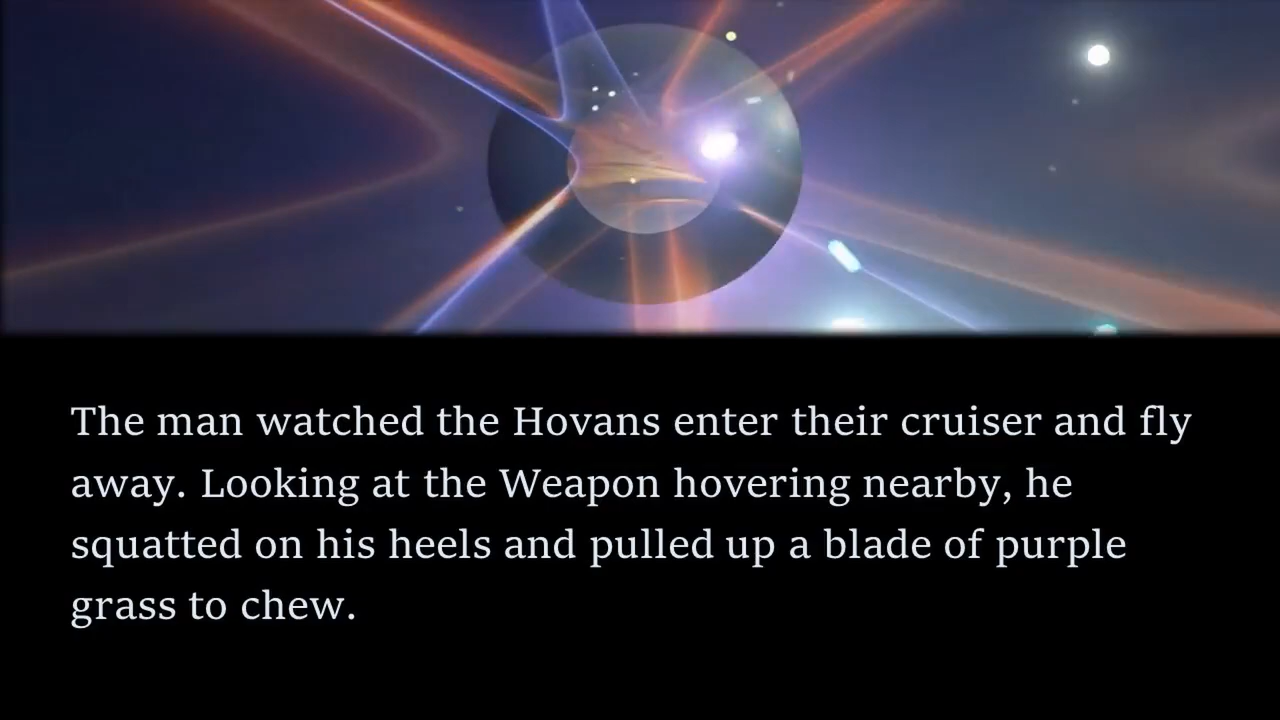 The man watched the Hovans enter their cruiser and fly
away. Looking at the Weapon hovering nearby, he
squatted on his heels and pulled up a blade of purple
grass to chew.